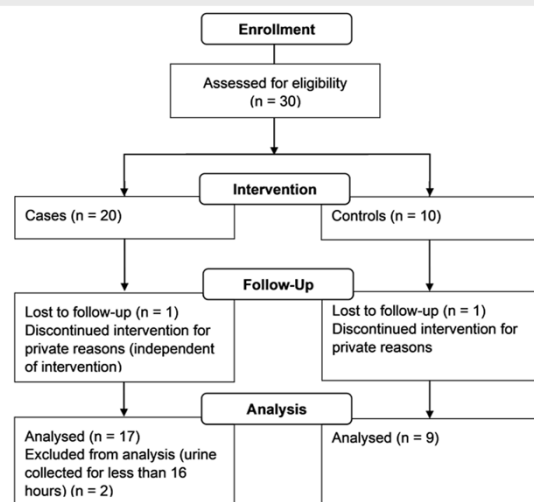 Enrollment
Assessed for eligibility
(n = 30)
Intervention
Cases (n = 20)
Controls (n = 10)
Follow-Up
Lost to follow-up (n = 1)
Discontinued intervention for
private reasons (independent
of intervention)
Lost to follow-up (n = 1)
Discontinued intervention for
private reasons
Analysis
Analysed (n = 17)
Excluded from analysis (urine
collected for less than 16
hours) (n = 2)
Analysed (n = 9)